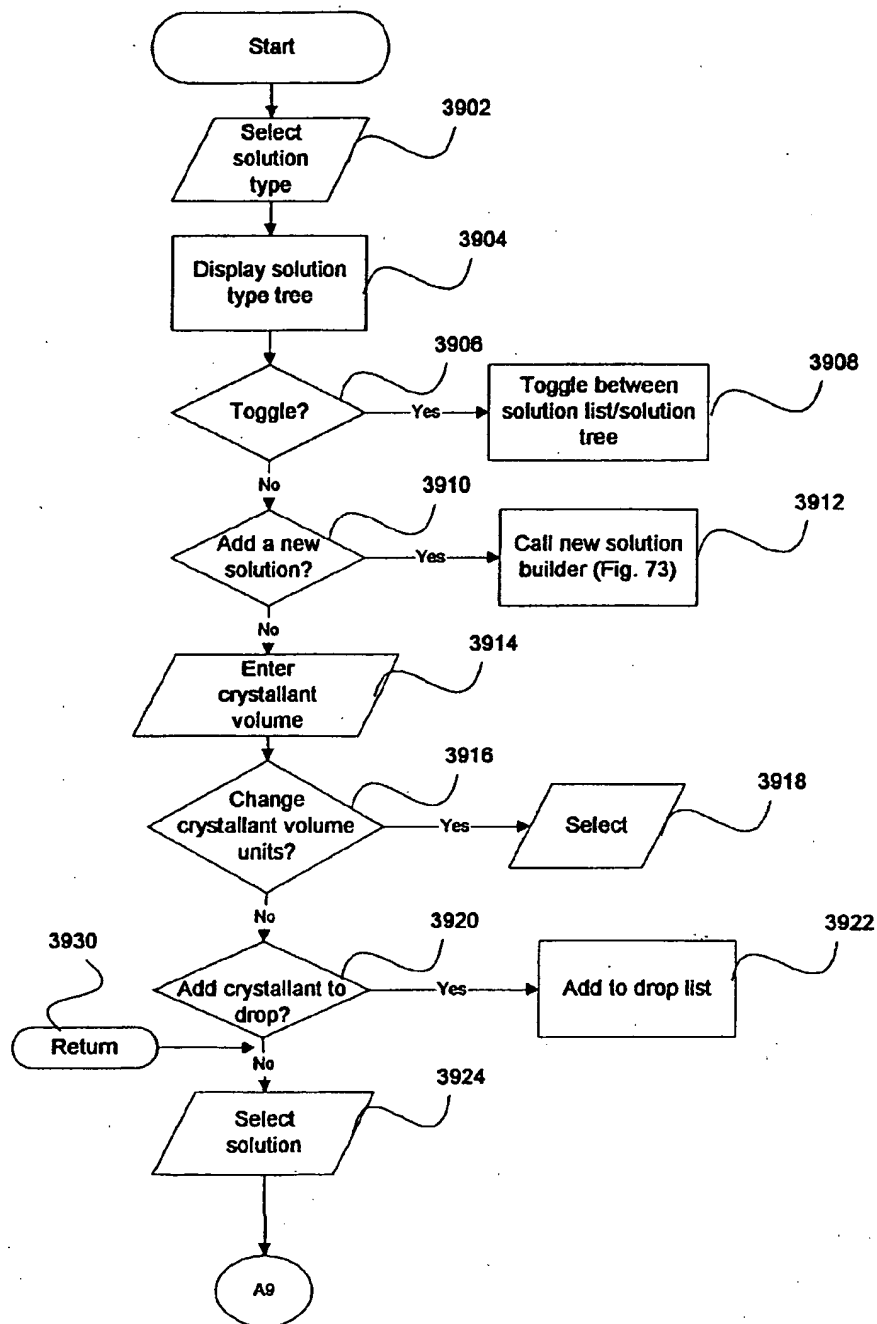 Start
3902
Select
solution
type
3904
Display solution
type tree
3906
Toggle?
Yes
3908
Toggle between
solution list/solution
tree
No
3910
Add a new
solution?
Yes
3912
Call new solution
builder (Fig. 73)
No
3914
Enter
crystallant
volume
3916
Change
crystallant volume
units?
Yes
3918
Select
No
3920
Add crystallant to
drop?
Yes
3922
Add to drop list
3930
Return
No
3924
Select
solution
A9